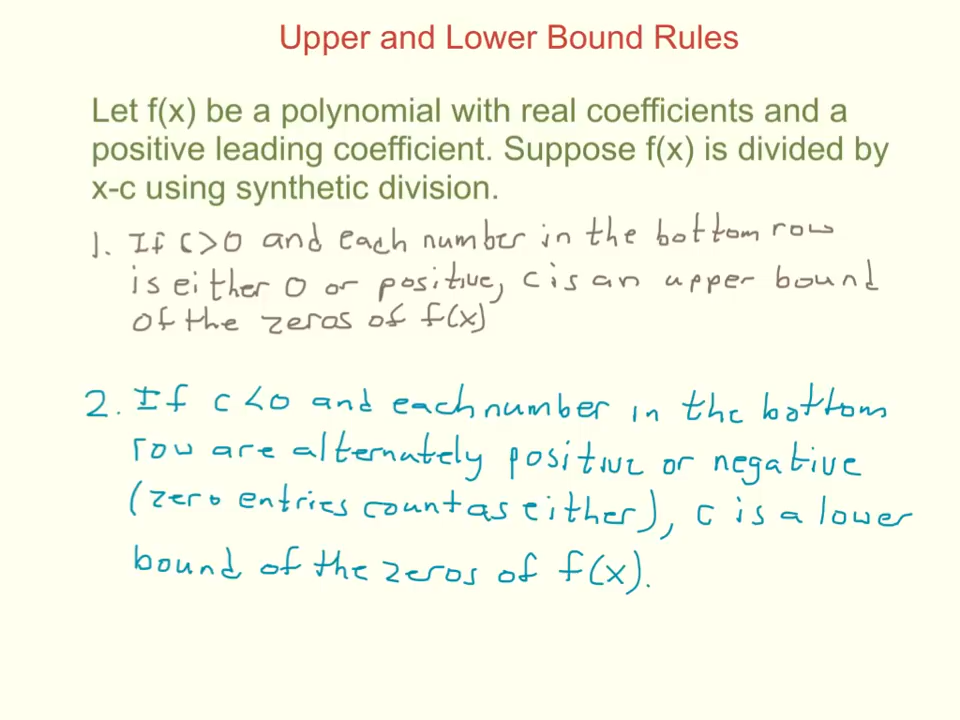 Upper and Lower Bound Rules
Let f(x) be a polynomial with real coefficients and a
positive leading coefficient. Suppose f(x) is divided by
x-c using synthetic division.
1. If c>0 and each number in the bottom row
is either 0 or positive, c is an upper bound
of the zeros of f(x)
2. If c<0 and each number in the bottom
row are alternately positive or negative
(zero entries count as either), c is a lower
bound of the zeros of f(x).